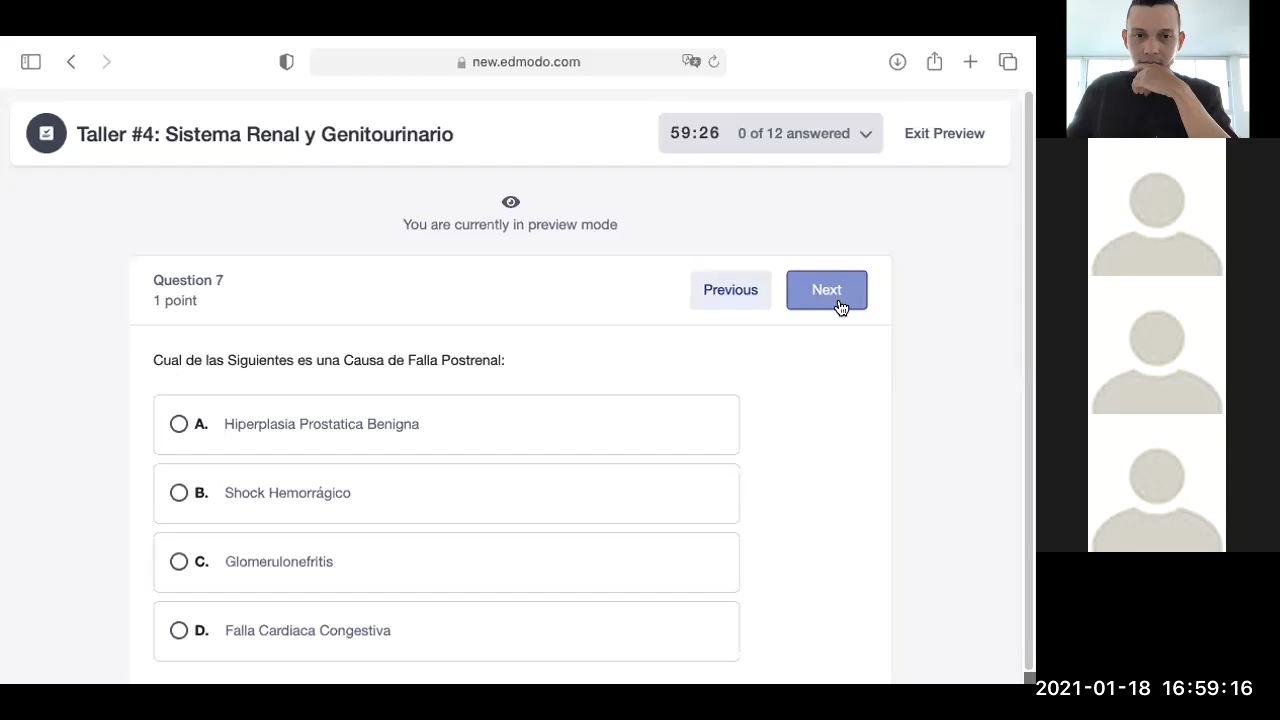 new.edmodo.com
Taller #4: Sistema Renal y Genitourinario
59:26 0 of 12 answered
Exit Preview
You are currently in preview mode
Question 7
1 point
Previous
Next
Cual de las Siguientes es una Causa de Falla Postrenal:
A. Hiperplasia Prostatica Benigna
B. Shock Hemorrágico
C. Glomerulonefritis
D. Falla Cardiaca Congestiva
2021-01-18 16:59:16